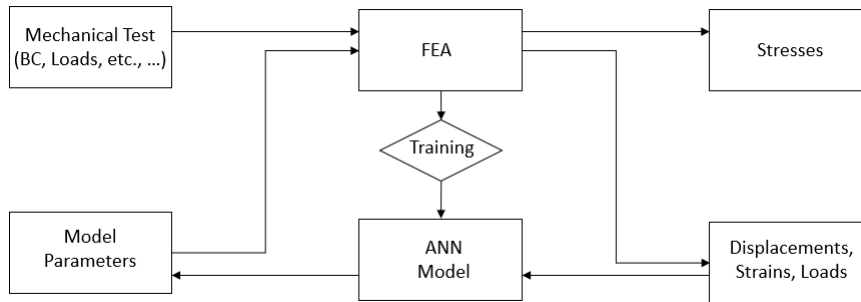 Mechanical Test
(BC, Loads, etc., ...)
FEA
Stresses
Training
Model
Parameters
ANN
Model
Displacements,
Strains, Loads